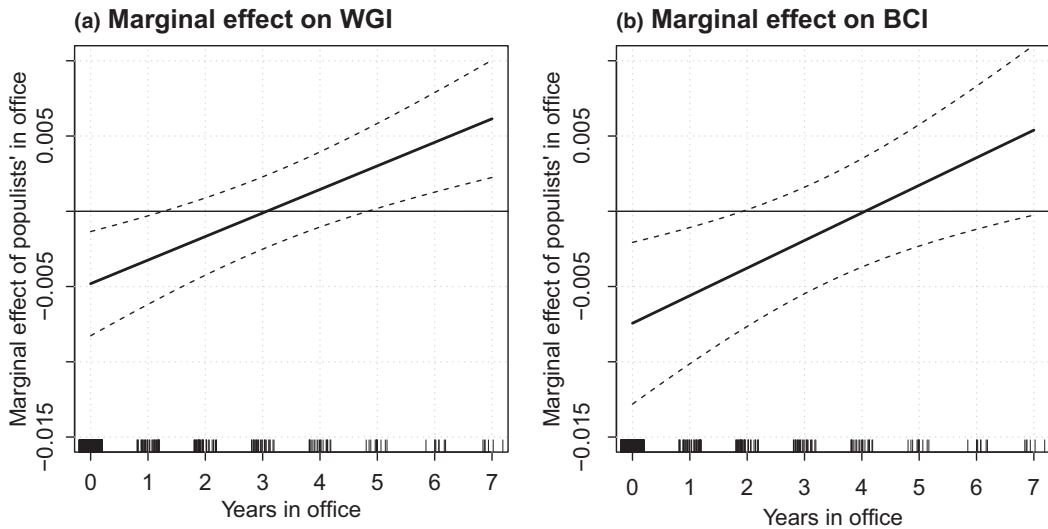 (a) Marginal effect on WGI
Marginal effect of populists' in office
0.005
−0.005
−0.015
0 1 2 3 4 5 6 7
Years in office
(b) Marginal effect on BCI
Marginal effect of populists' in office
0.005
−0.005
−0.015
0 1 2 3 4 5 6 7
Years in office